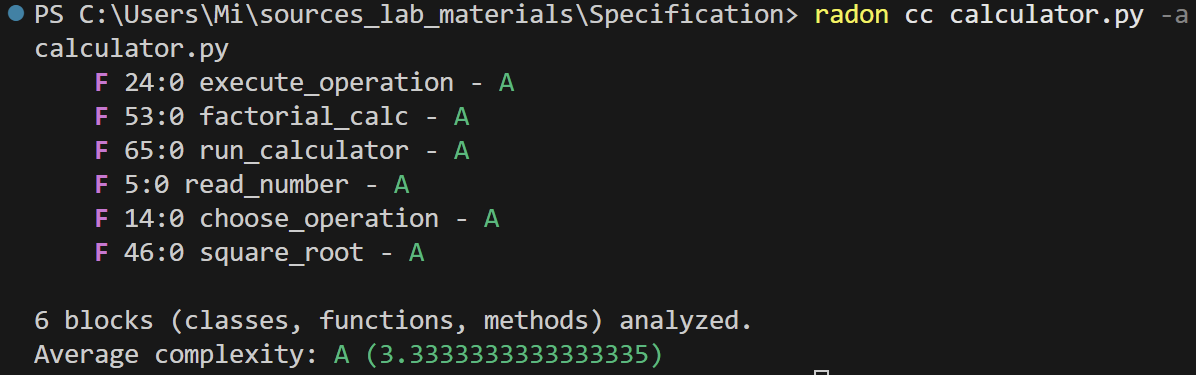 PS C:\Users\Mi\sources_lab_materials\Specification> radon cc calculator.py -a
calculator.py
    F 24:0 execute_operation - A
    F 53:0 factorial_calc - A
    F 65:0 run_calculator - A
    F 5:0 read_number - A
    F 14:0 choose_operation - A
    F 46:0 square_root - A

6 blocks (classes, functions, methods) analyzed.
Average complexity: A (3.3333333333333335)